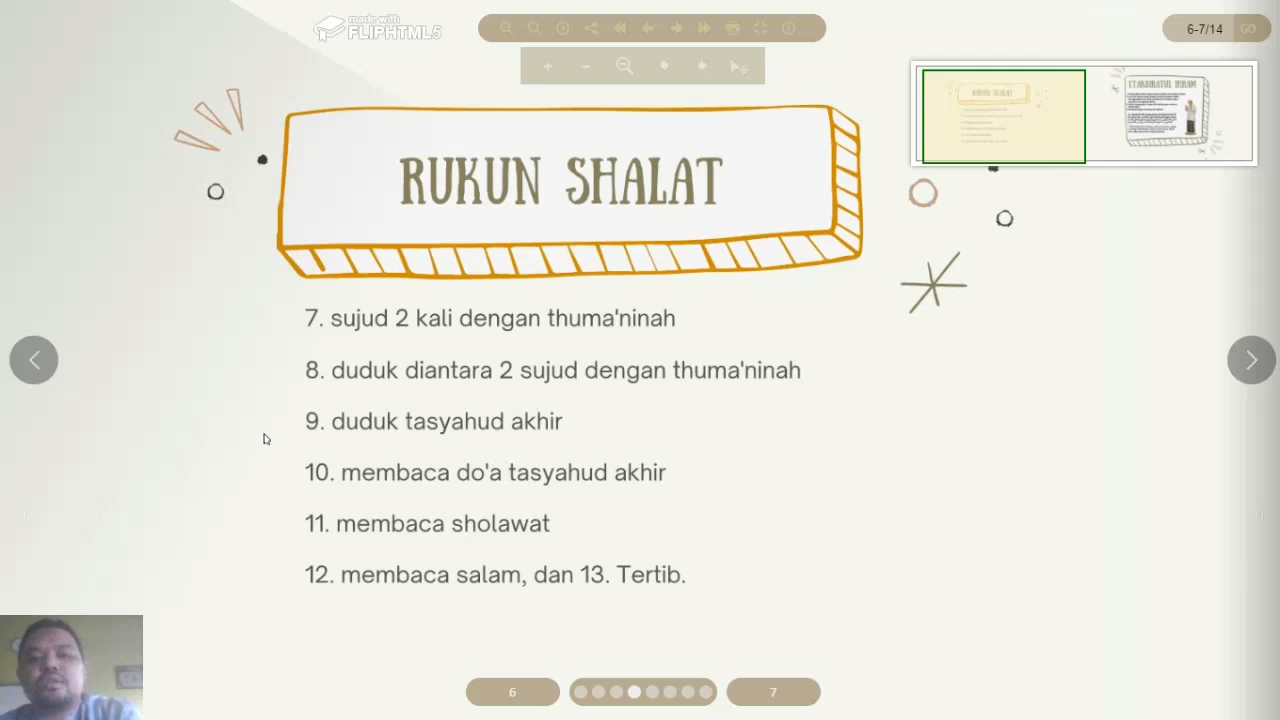 made with
FLIPHTML5
6-7/14
GO
RUKUN SHALAT
7. sujud 2 kali dengan thuma'ninah
8. duduk diantara 2 sujud dengan thuma'ninah
9. duduk tasyahud akhir
10. membaca do'a tasyahud akhir
11. membaca sholawat
12. membaca salam, dan 13. Tertib.
6
7